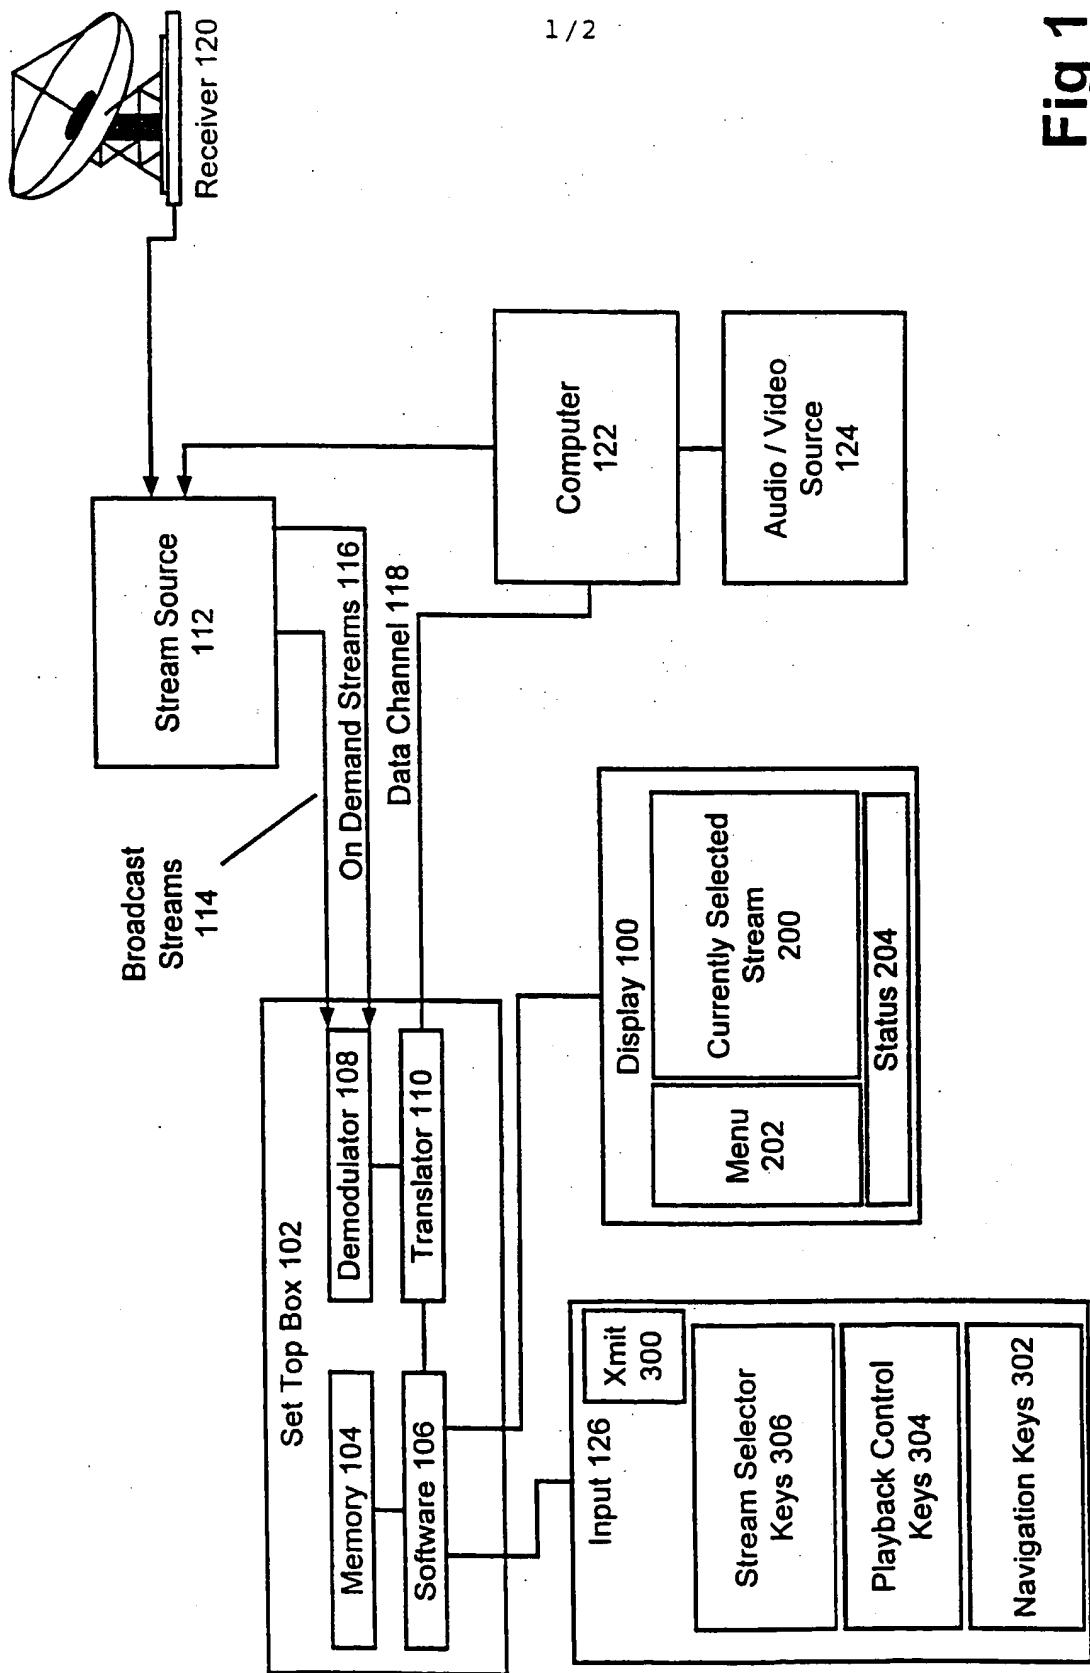 1/2
Receiver 120
Stream Source
112
Broadcast
Streams
114
On Demand Streams 116
Data Channel 118
Computer
122
Audio / Video
Source
124
Set Top Box 102
Memory 104
Software 106
Demodulator 108
Translator 110
Display 100
Currently Selected
Stream
200
Menu
202
Status 204
Input 126
Xmit
300
Stream Selector
Keys 306
Playback Control
Keys 304
Navigation Keys 302
Fig 1